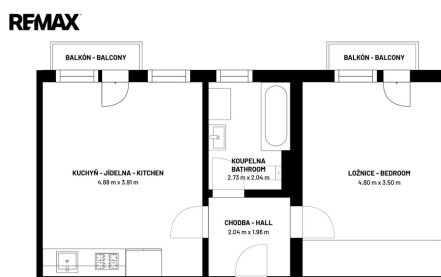 RE/MAX
BALKÓN – BALCONY
BALKÓN – BALCONY
KUCHYŇ – JÍDELNA – KITCHEN
4.88 m x 3.91 m
KOUPELNA
BATHROOM
2.73 m x 2.04 m
LOŽNICE – BEDROOM
4.80 m x 3.50 m
CHODBA – HALL
2.04 m x 1.96 m